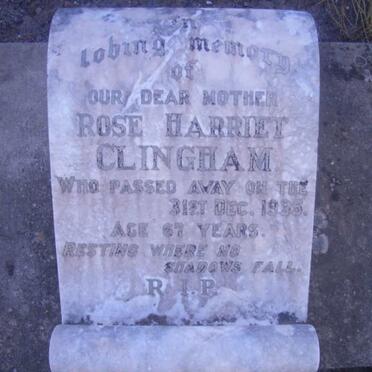 In
loving memory
of
OUR DEAR MOTHER
ROSE HARRIET
CLINGHAM
WHO PASSED AWAY ON THE
31ST DEC. 1935.
AGE 67 YEARS.
RESTING WHERE NO
SHADOWS FALL.
R.I.P.